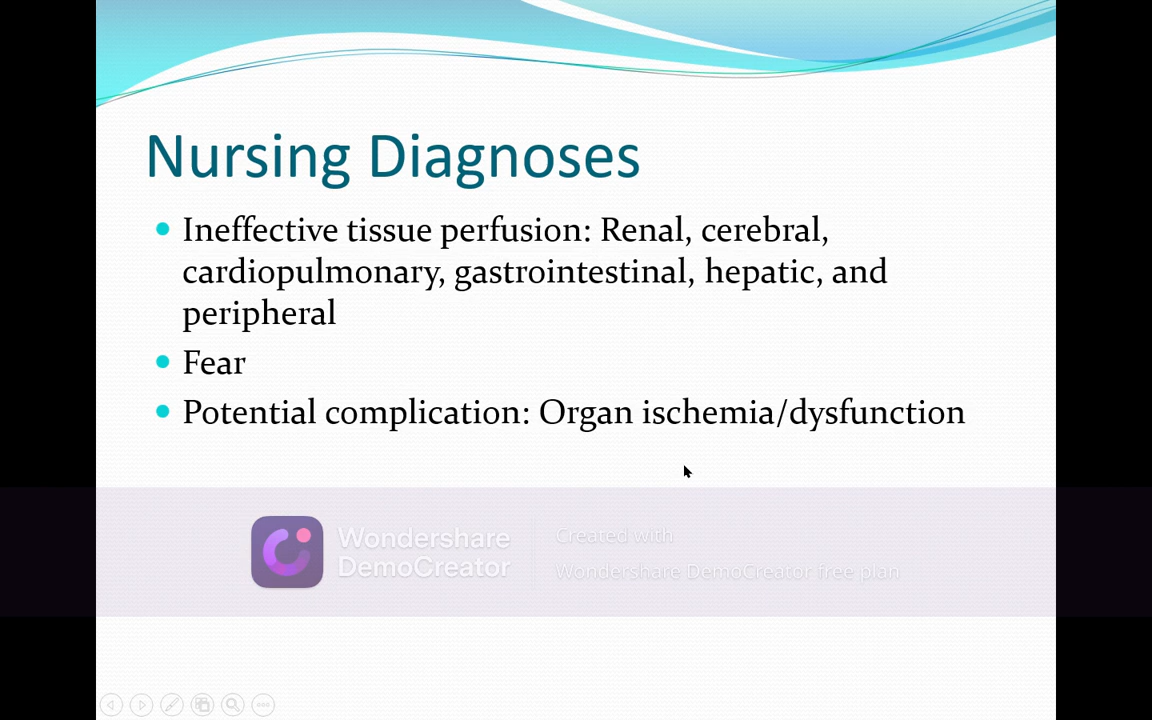 Nursing Diagnoses
Ineffective tissue perfusion: Renal, cerebral,
cardiopulmonary, gastrointestinal, hepatic, and
peripheral
Fear
Potential complication: Organ ischemia/dysfunction
Wondershare
DemoCreator
Created with
Wondershare DemoCreator free plan